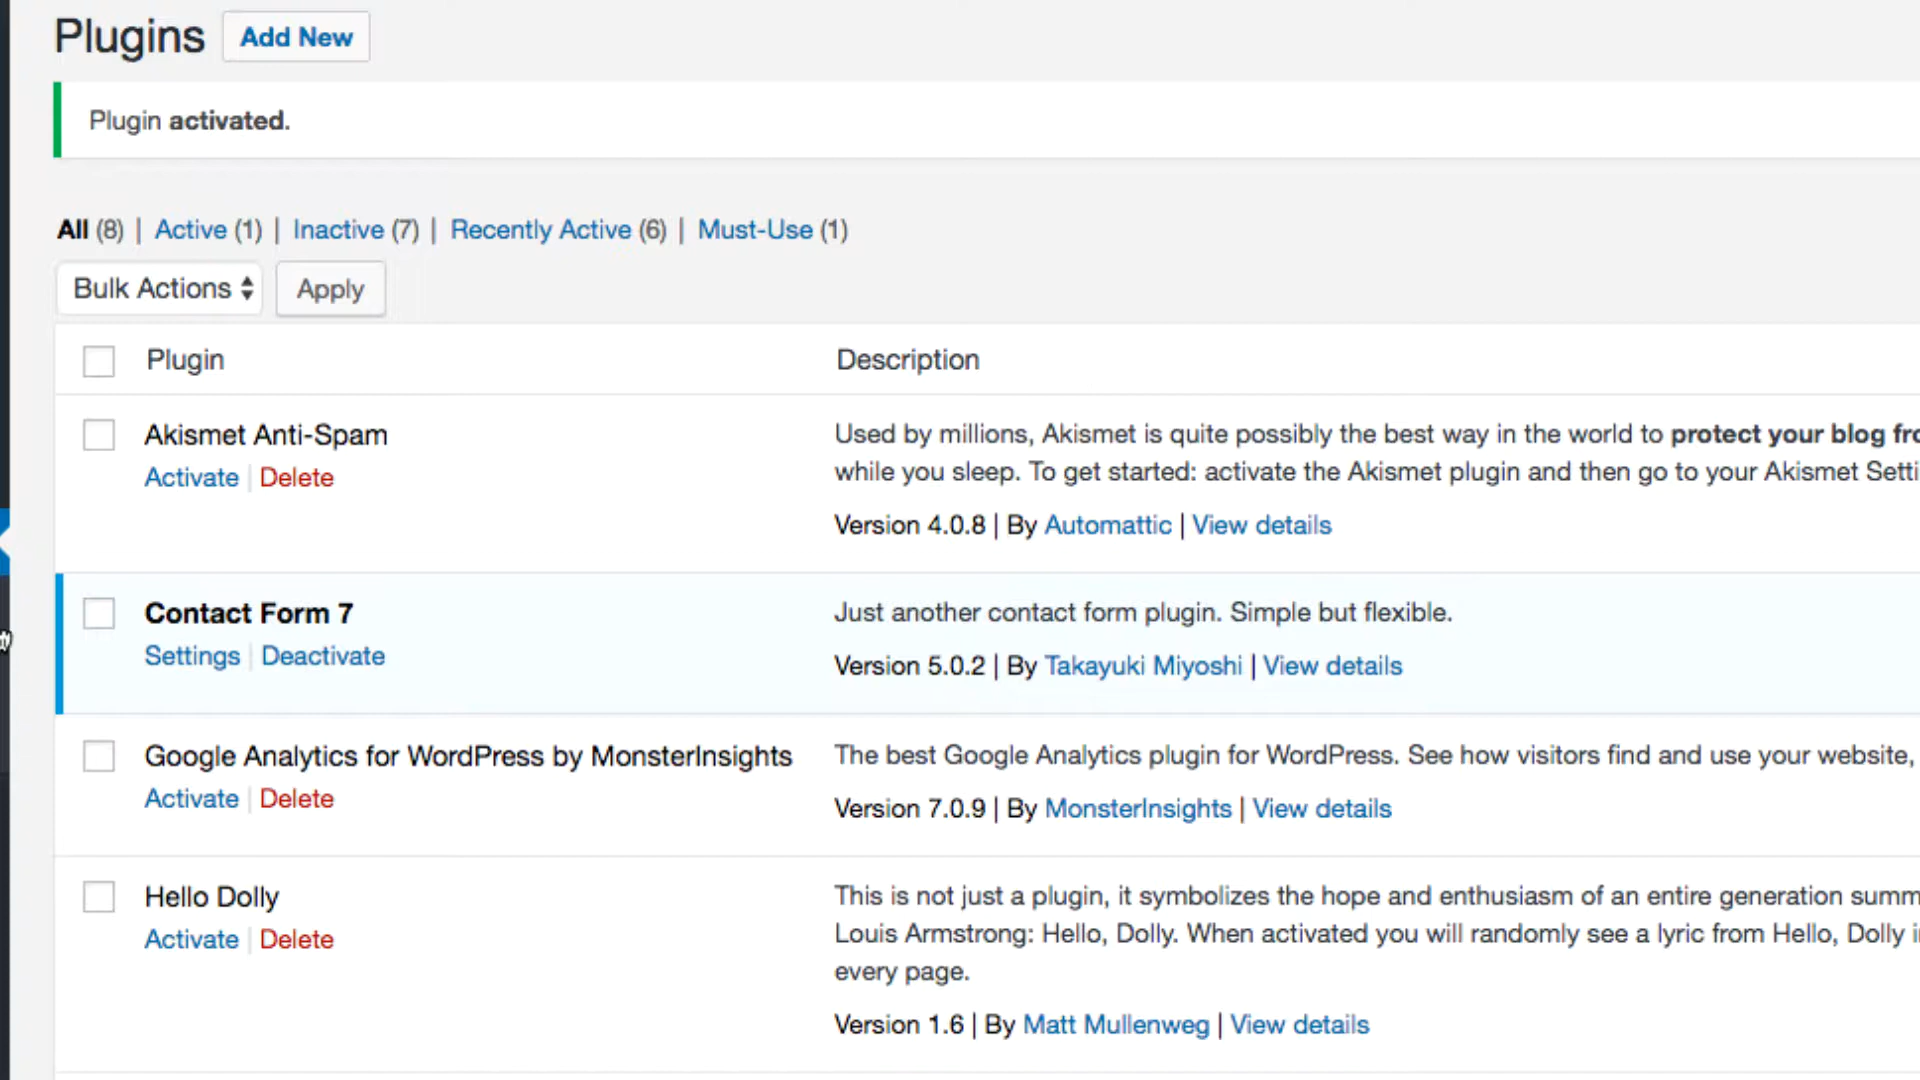 Plugins Add New
Plugin activated.
All (8) | Active (1) | Inactive (7) | Recently Active (6) | Must-Use (1)
Bulk Actions Apply
Plugin Description
Akismet Anti-Spam
Activate | Delete
Used by millions, Akismet is quite possibly the best way in the world to protect your blog
while you sleep. To get started: activate the Akismet plugin and then go to your Akismet
Version 4.0.8 | By Automattic | View details
Contact Form 7
Settings | Deactivate
Just another contact form plugin. Simple but flexible.
Version 5.0.2 | By Takayuki Miyoshi | View details
Google Analytics for WordPress by MonsterInsights
Activate | Delete
The best Google Analytics plugin for WordPress. See how visitors find and use your website,
Version 7.0.9 | By MonsterInsights | View details
Hello Dolly
Activate | Delete
This is not just a plugin, it symbolizes the hope and enthusiasm of an entire generation
Louis Armstrong: Hello, Dolly. When activated you will randomly see a lyric from Hello, Dolly
every page.
Version 1.6 | By Matt Mullenweg | View details